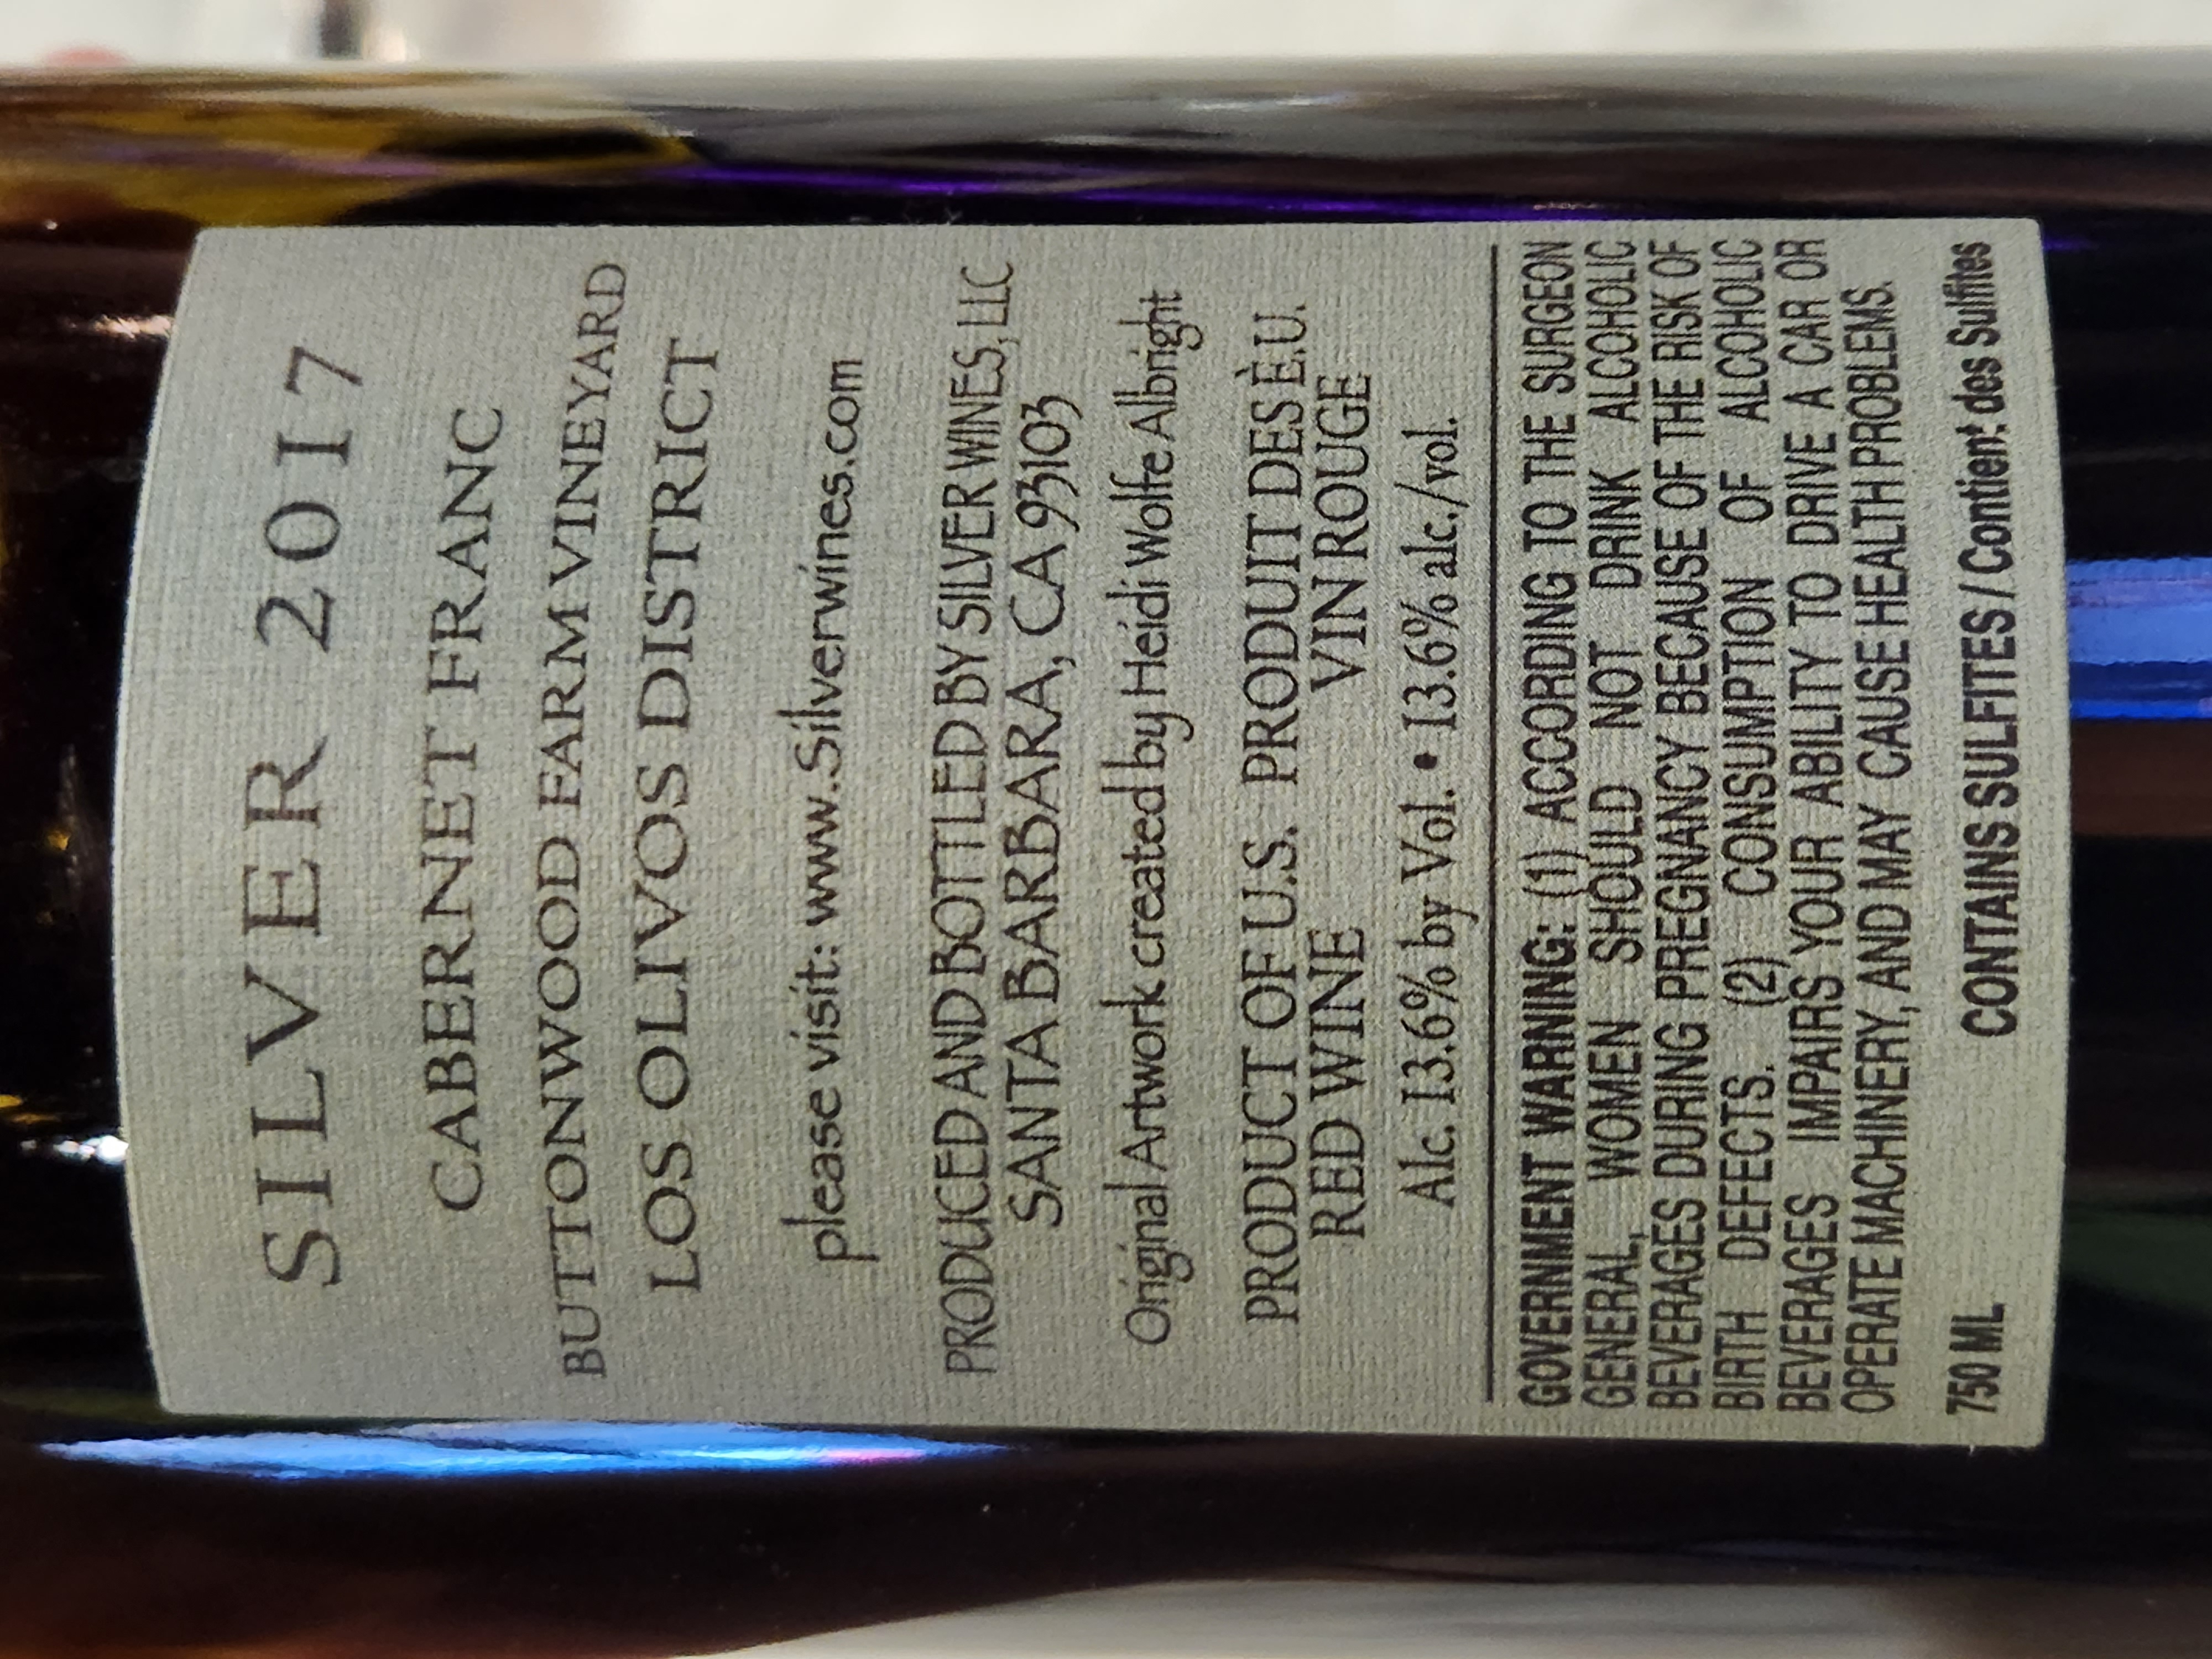 SILVER 2017
CABERNET FRANC
BUTTONWOOD FARM VINEYARD
LOS OLIVOS DISTRICT
please visit: www.Silverwines.com
PRODUCED AND BOTTLED BY SILVER WINES, LLC
SANTA BARBARA, CA 93103
Original Artwork created by Heidi Wolfe Albright
PRODUCT OF U.S. PRODUIT DES È.U.
RED WINE VIN ROUGE
Alc. 13.6% by Vol. • 13.6% alc./vol.
GOVERNMENT WARNING: (1) ACCORDING TO THE SURGEON
GENERAL, WOMEN SHOULD NOT DRINK ALCOHOLIC
BEVERAGES DURING PREGNANCY BECAUSE OF THE RISK OF
BIRTH DEFECTS. (2) CONSUMPTION OF ALCOHOLIC
BEVERAGES IMPAIRS YOUR ABILITY TO DRIVE A CAR OR
OPERATE MACHINERY, AND MAY CAUSE HEALTH PROBLEMS.
750 ML CONTAINS SULFITES / Contient des Sulfites